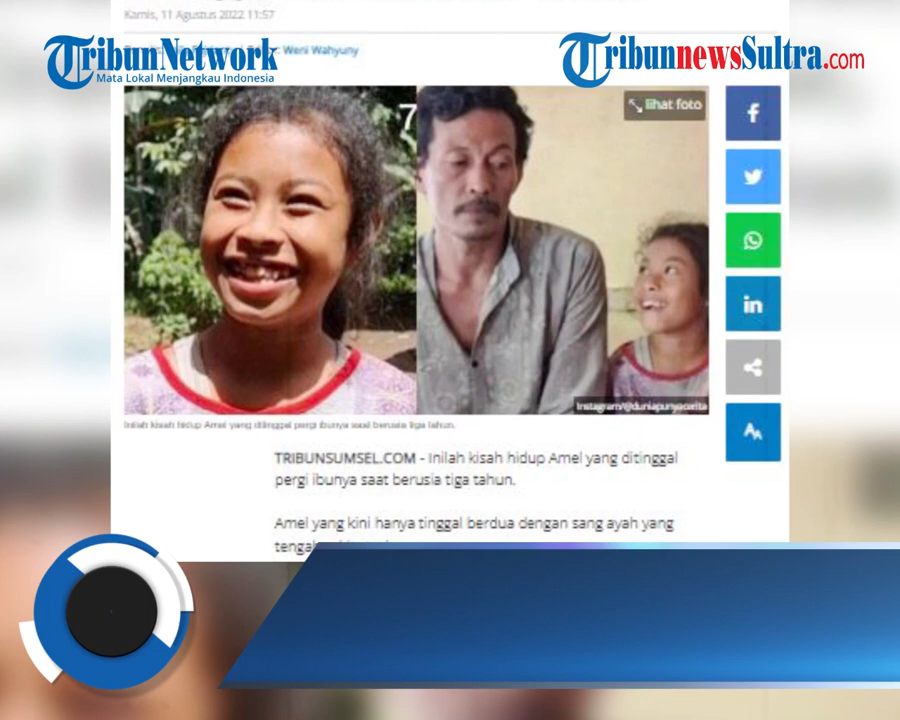 Kamis, 11 Agustus 2022 11:57
TribunNetwork
Mata Lokal Menjangkau Indonesia
Weni Wahyuny
TribunnewsSultra.com
7
lihat foto
Instagram/@duniapunyacerita
Inilah kisah hidup Amel yang ditinggal pergi ibunya saat berusia tiga tahun.
TRIBUNSUMSEL.COM - Inilah kisah hidup Amel yang ditinggal
pergi ibunya saat berusia tiga tahun.
Amel yang kini hanya tinggal berdua dengan sang ayah yang